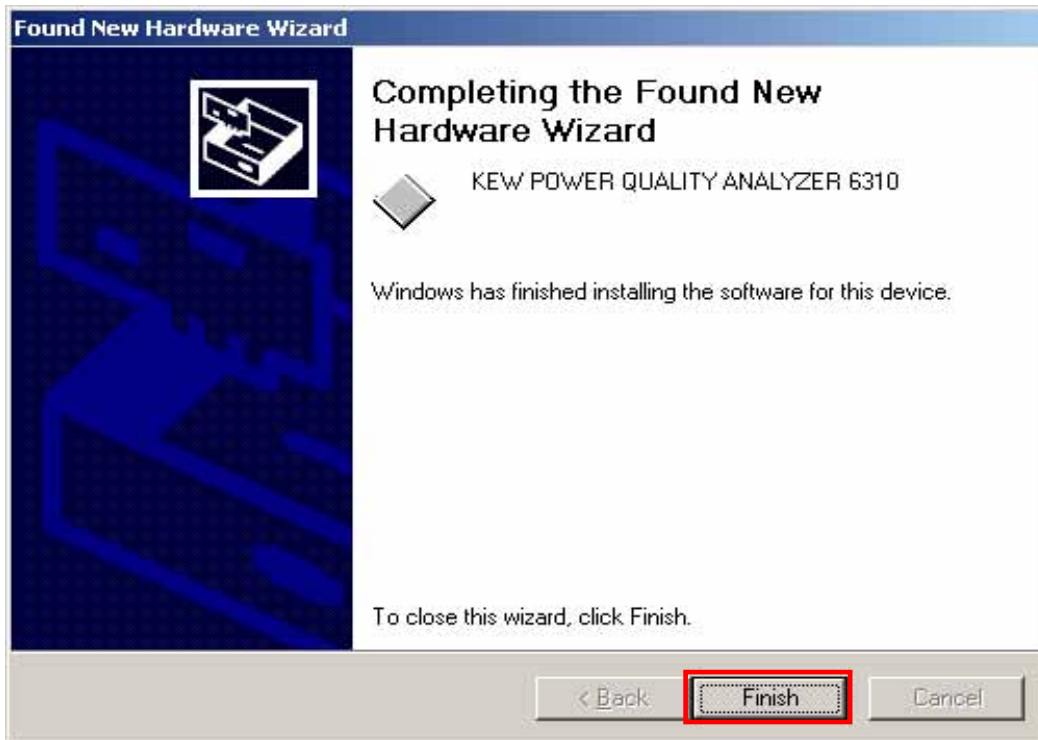 Found New Hardware Wizard
Completing the Found New
Hardware Wizard
KEW POWER QUALITY ANALYZER 6310
Windows has finished installing the software for this device.
To close this wizard, click Finish.
< Back Finish Cancel